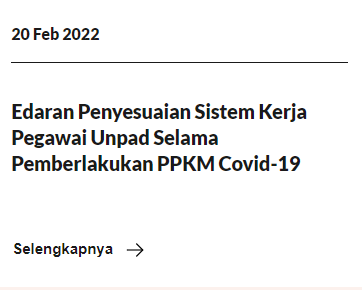 20 Feb 2022
Edaran Penyesuaian Sistem Kerja
Pegawai Unpad Selama
Pemberlakukan PPKM Covid-19
Selengkapnya